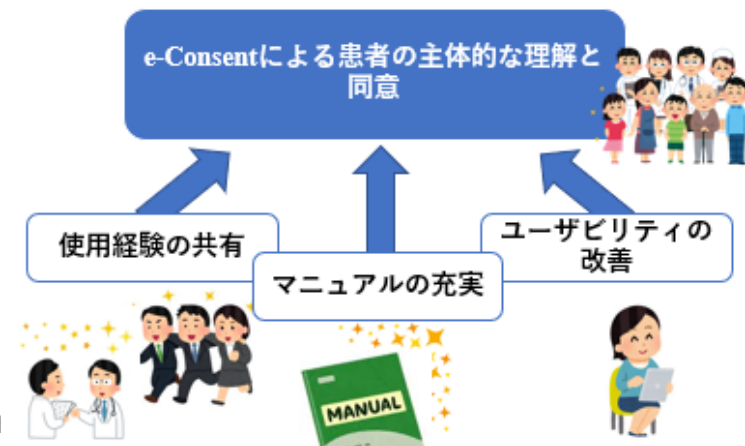 e-Consentによる患者の主体的な理解と
同意
使用経験の共有
マニュアルの充実
ユーザビリティの
改善
MANUAL